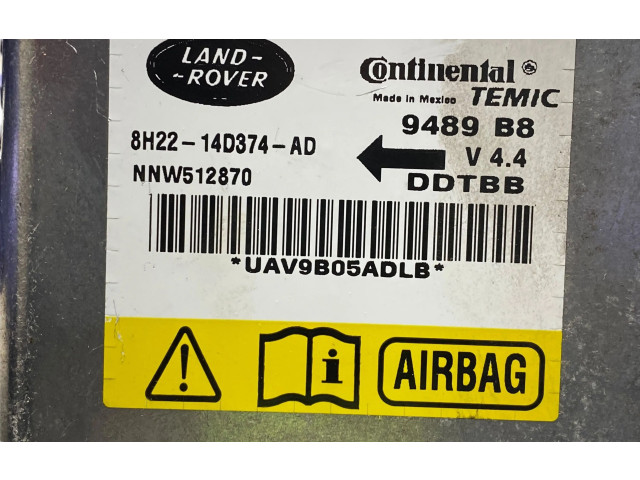 LAND-
-ROVER
Continental
Made in Mexico TEMIC
8H22-14D374-AD
NNW512870
9489 B8
V 4.4
DDTBB
*UAV9B05ADLB*
i
AIRBAG